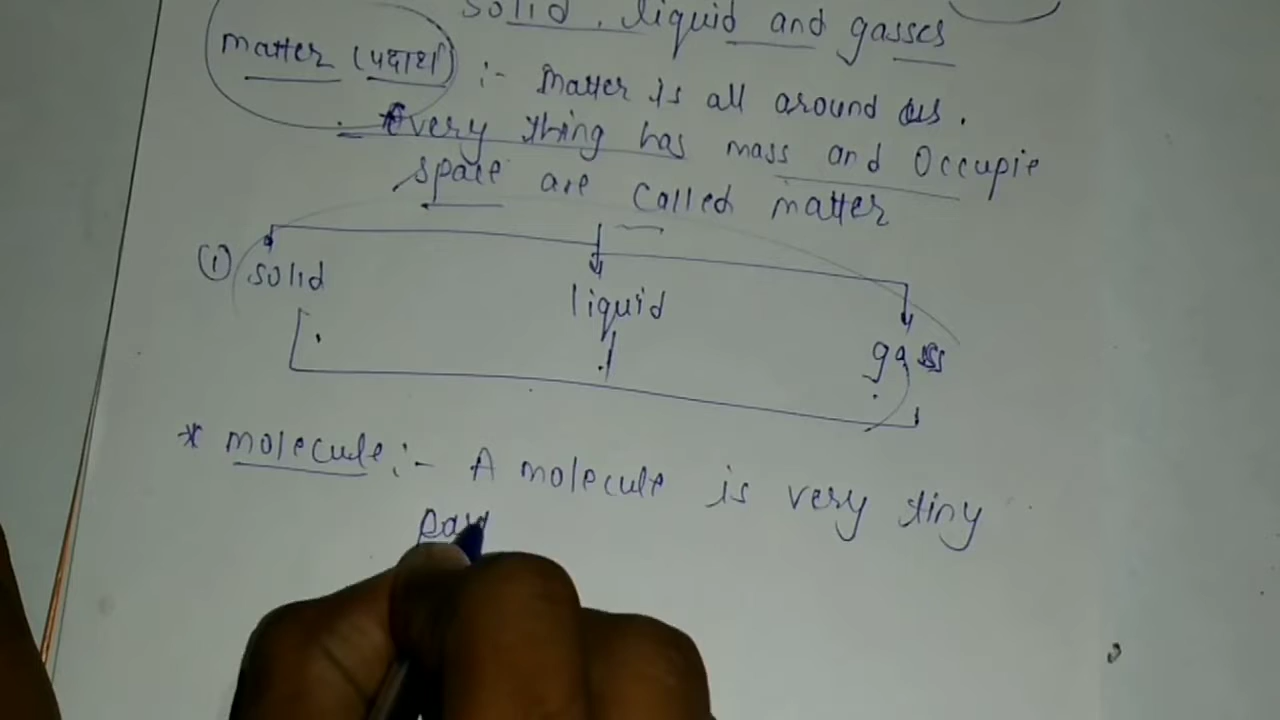 solid, liquid and gasses
matter (पदार्थ) :- Matter is all around us.
* Every thing has mass and Occupie
space are called matter
① solid
liquid
gass
* molecule :- A molecule is very tiny
par